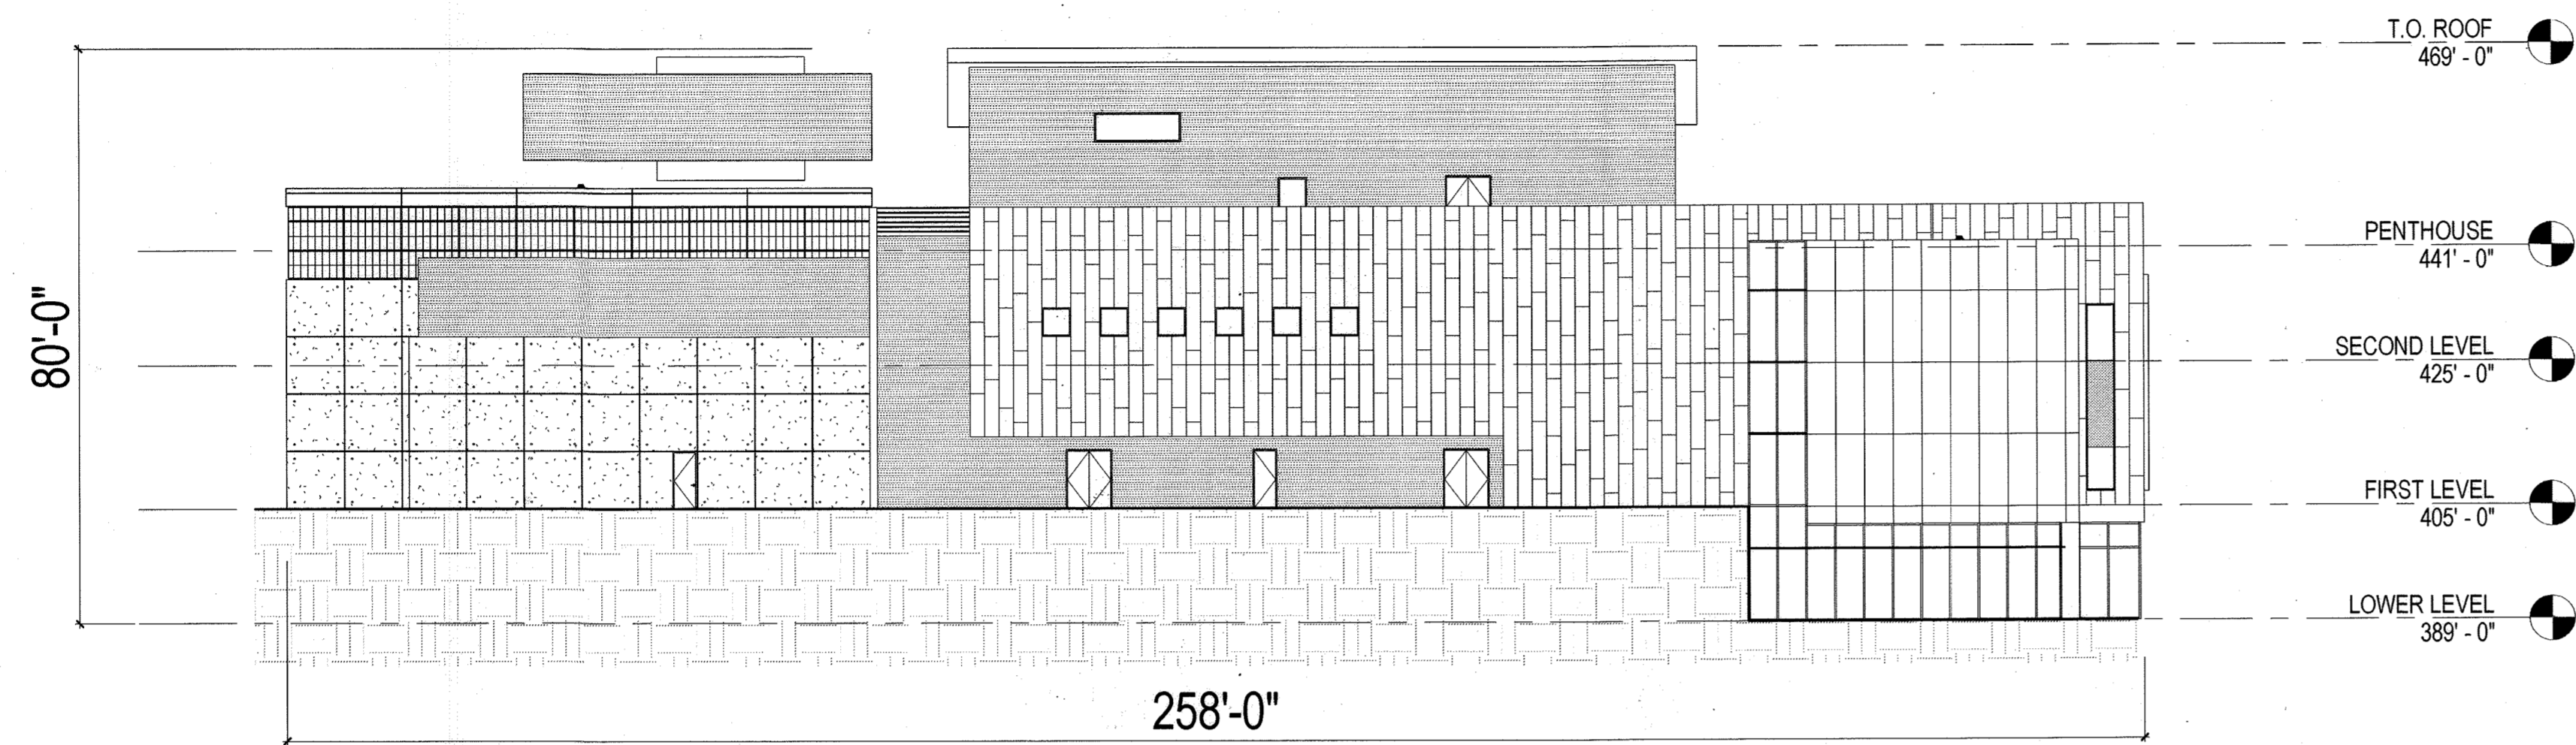 T.O. ROOF
469' - 0"
PENTHOUSE
441' - 0"
80'-0"
SECOND LEVEL
425' - 0"
FIRST LEVEL
405' - 0"
LOWER LEVEL
389' - 0"
258'-0"